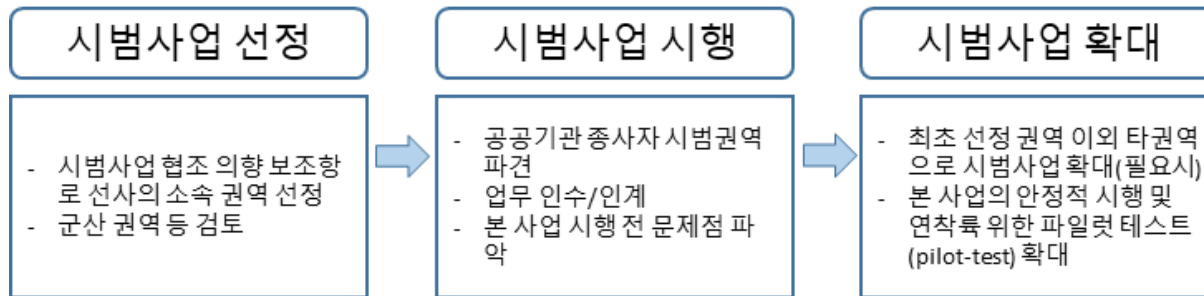 시범사업 선정
- 시범사업 협조 의향 보조항
로 선사의 소속 권역 선정
- 군산 권역 등 검토
시범사업 시행
- 공공기관 종사자 시범권역
파견
- 업무 인수/인계
- 본 사업 시행 전 문제점 파
악
시범사업 확대
- 최초 선정 권역 이외 타권역
으로 시범사업 확대(필요시)
- 본 사업의 안정적 시행 및
연착륙 위한 파일럿 테스트
(pilot-test) 확대